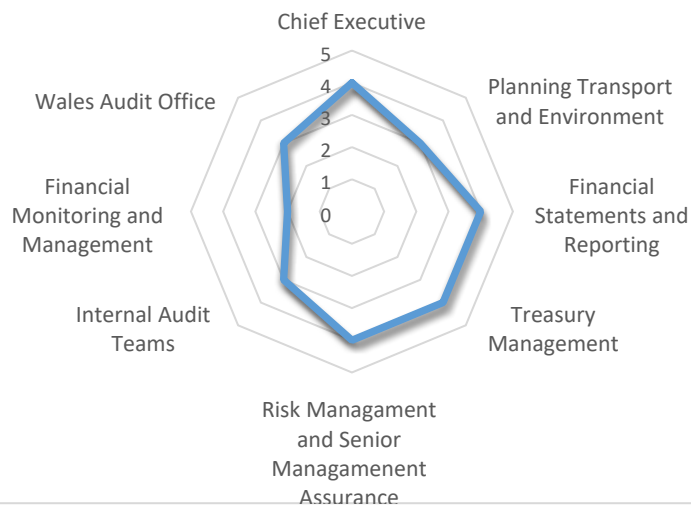 Chief Executive
5
4
3
2
1
0
Planning Transport
and Environment
Financial
Statements and
Reporting
Treasury
Management
Risk Managament
and Senior
Managamenent
Assurance
Internal Audit
Teams
Financial
Monitoring and
Management
Wales Audit Office